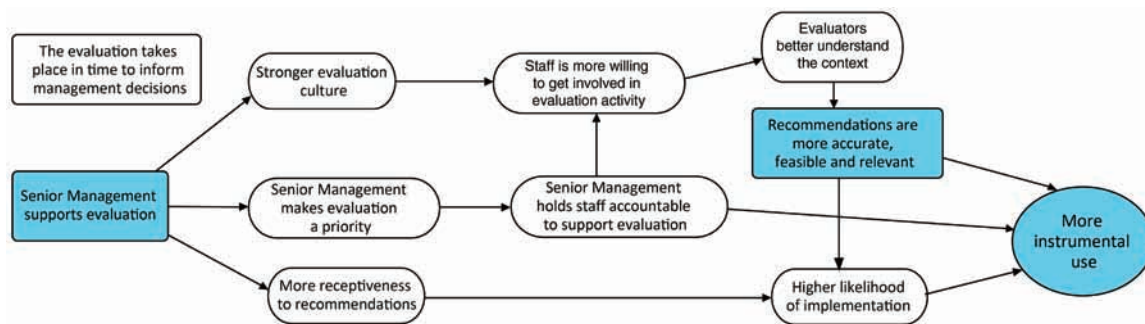 The evaluation takes
place in time to inform
management decisions
Stronger evaluation
culture
Staff is more willing
to get involved in
evaluation activity
Evaluators
better understand
the context
Recommendations are
more accurate,
feasible and relevant
Senior Management
supports evaluation
Senior Management
makes evaluation
a priority
Senior Management
holds staff accountable
to support evaluation
More
instrumental
use
More receptiveness
to recommendations
Higher likelihood
of implementation